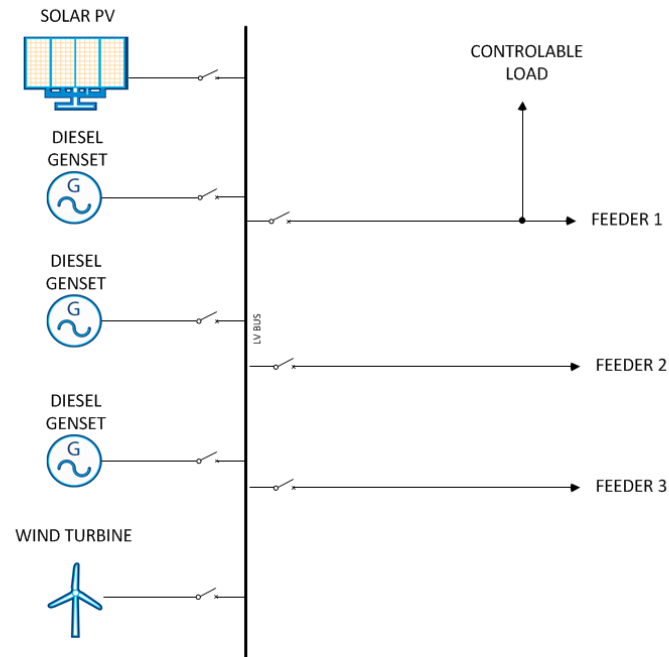 SOLAR PV
CONTROLABLE
LOAD
DIESEL
GENSET
G
FEEDER 1
DIESEL
GENSET
G
LV BUS
FEEDER 2
DIESEL
GENSET
G
FEEDER 3
WIND TURBINE